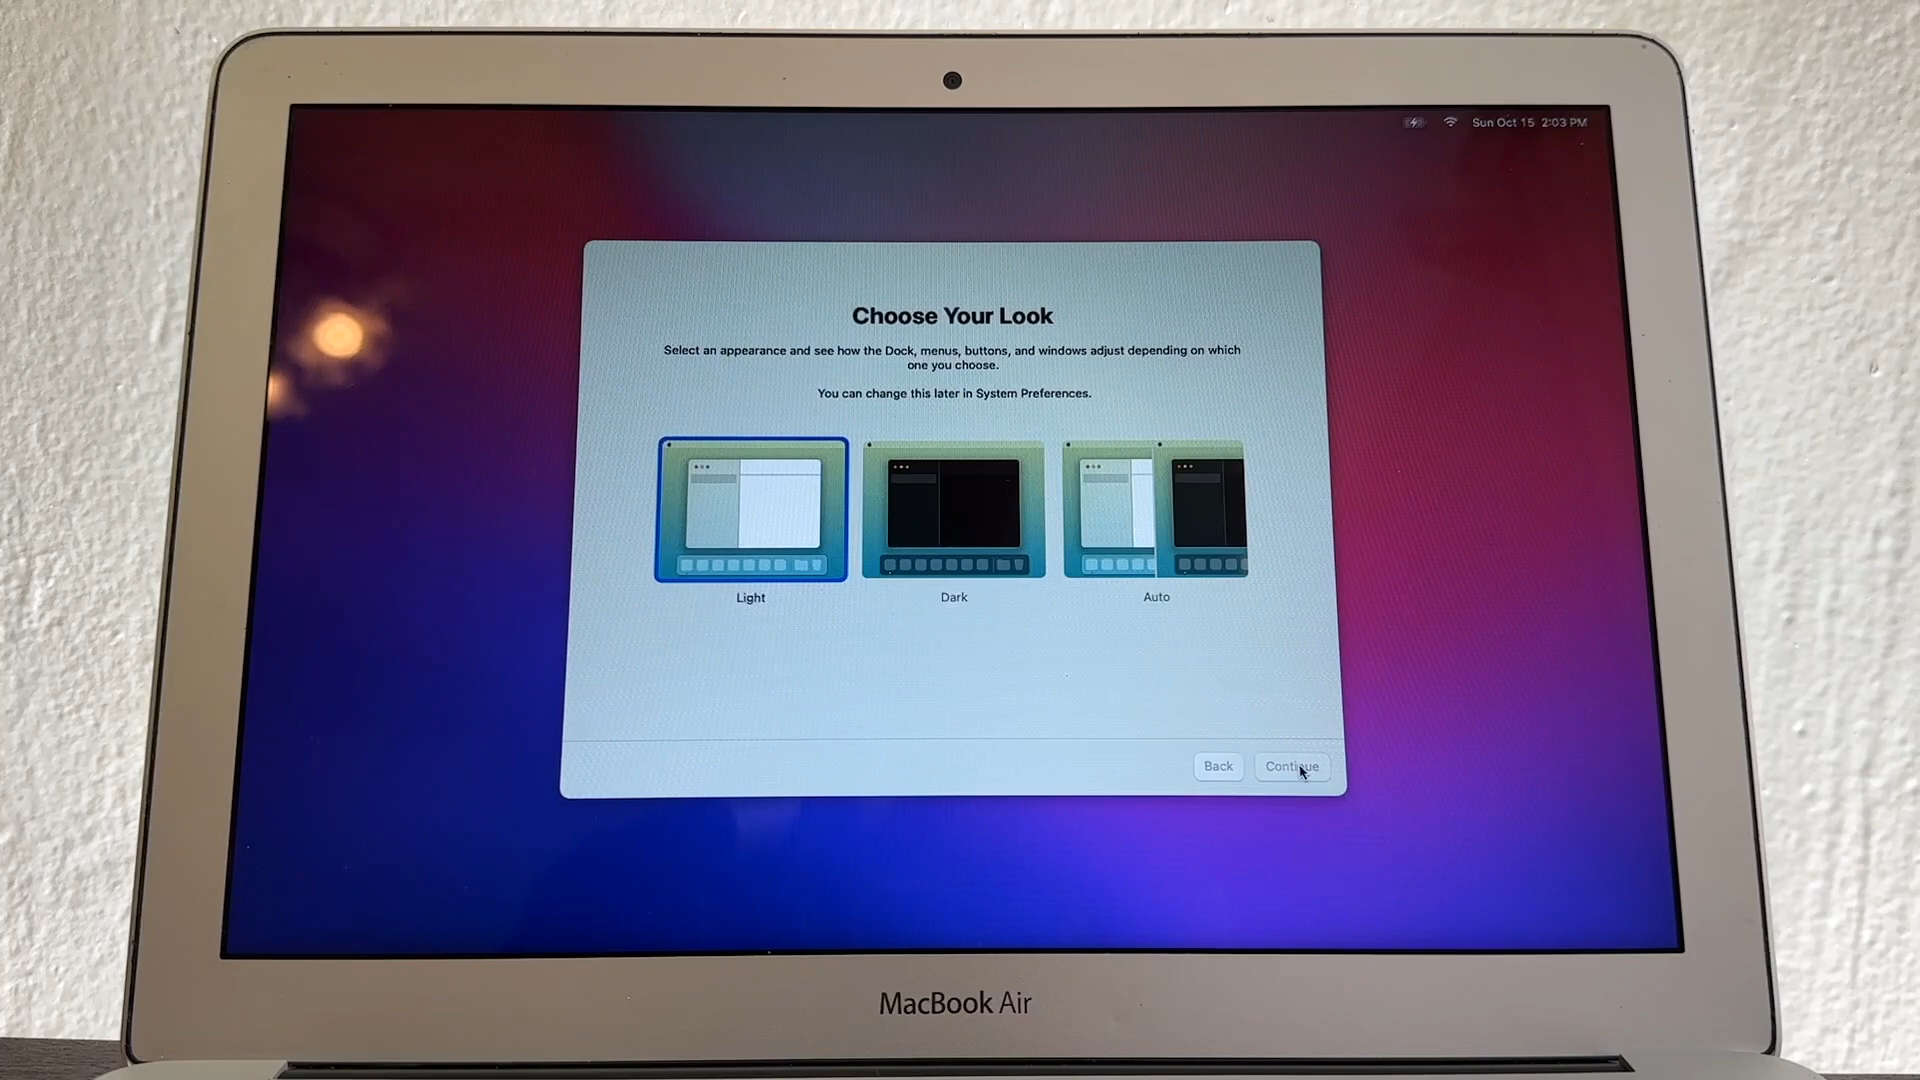 Sun Oct 15 2:03 PM
Choose Your Look
Select an appearance and see how the Dock, menus, buttons, and windows adjust depending on which
one you choose.
You can change this later in System Preferences.
Light
Dark
Auto
Back
Continue
MacBook Air